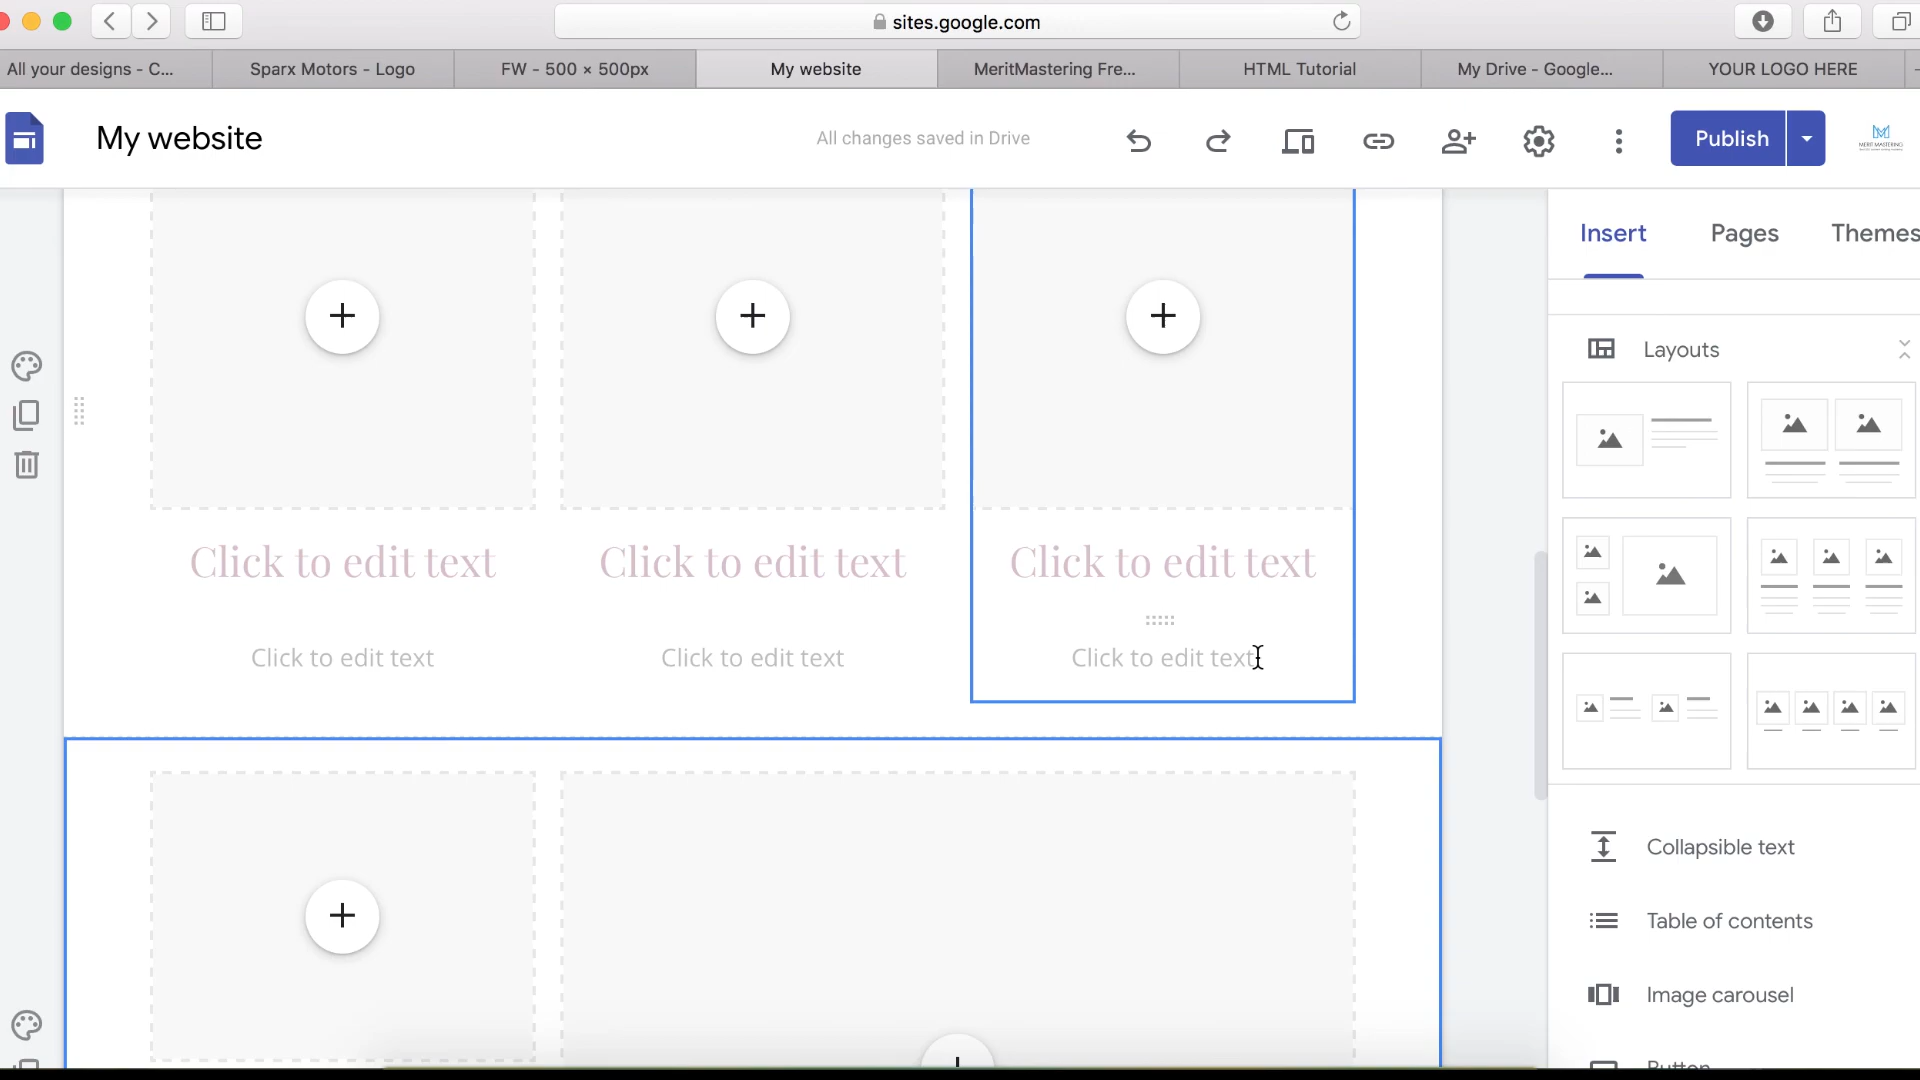 sites.google.com
All your designs - C...
Sparx Motors - Logo
FW - 500 × 500px
My website
MeritMastering Fre...
HTML Tutorial
My Drive - Google...
YOUR LOGO HERE
My website
All changes saved in Drive
Publish
MERIT MASTERING
Insert
Pages
Themes
Layouts
Click to edit text
Click to edit text
Click to edit text
Click to edit text
Click to edit text
Click to edit text
Collapsible text
Table of contents
Image carousel
Button